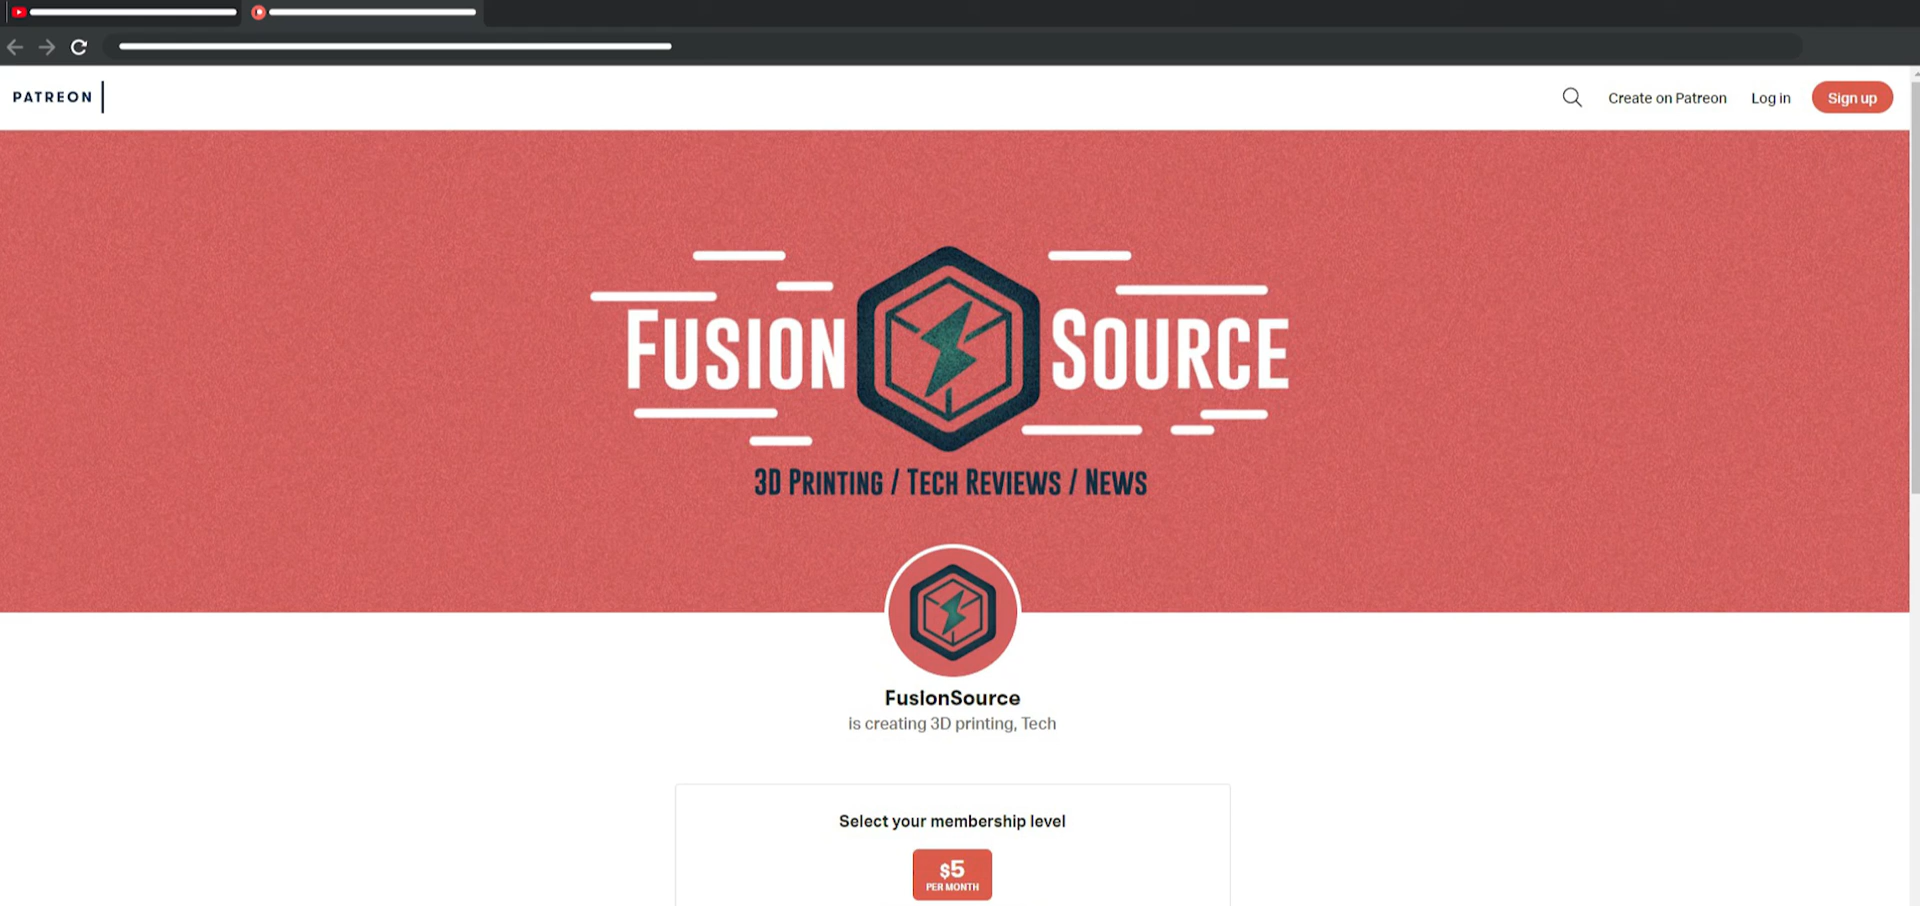 PATREON
Create on Patreon
Log in
Sign up
FUSION SOURCE
3D PRINTING / TECH REVIEWS / NEWS
FusionSource
is creating 3D printing, Tech
Select your membership level
$5
PER MONTH